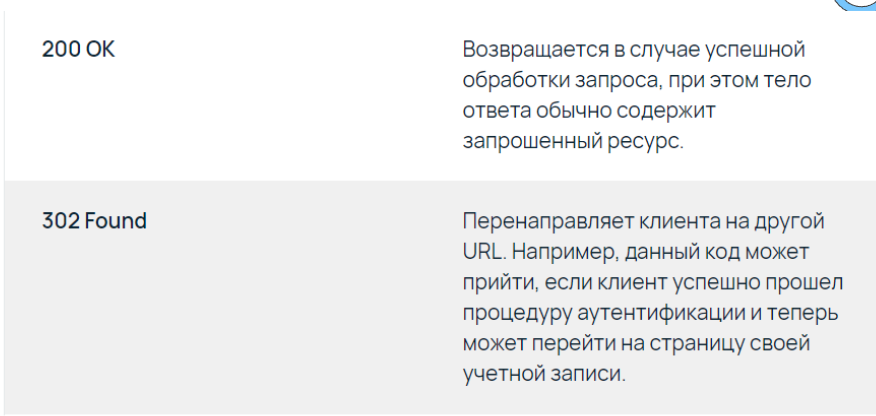 200 OK
Возвращается в случае успешной
обработки запроса, при этом тело
ответа обычно содержит
запрошенный ресурс.
302 Found
Перенаправляет клиента на другой
URL. Например, данный код может
прийти, если клиент успешно прошел
процедуру аутентификации и теперь
может перейти на страницу своей
учетной записи.